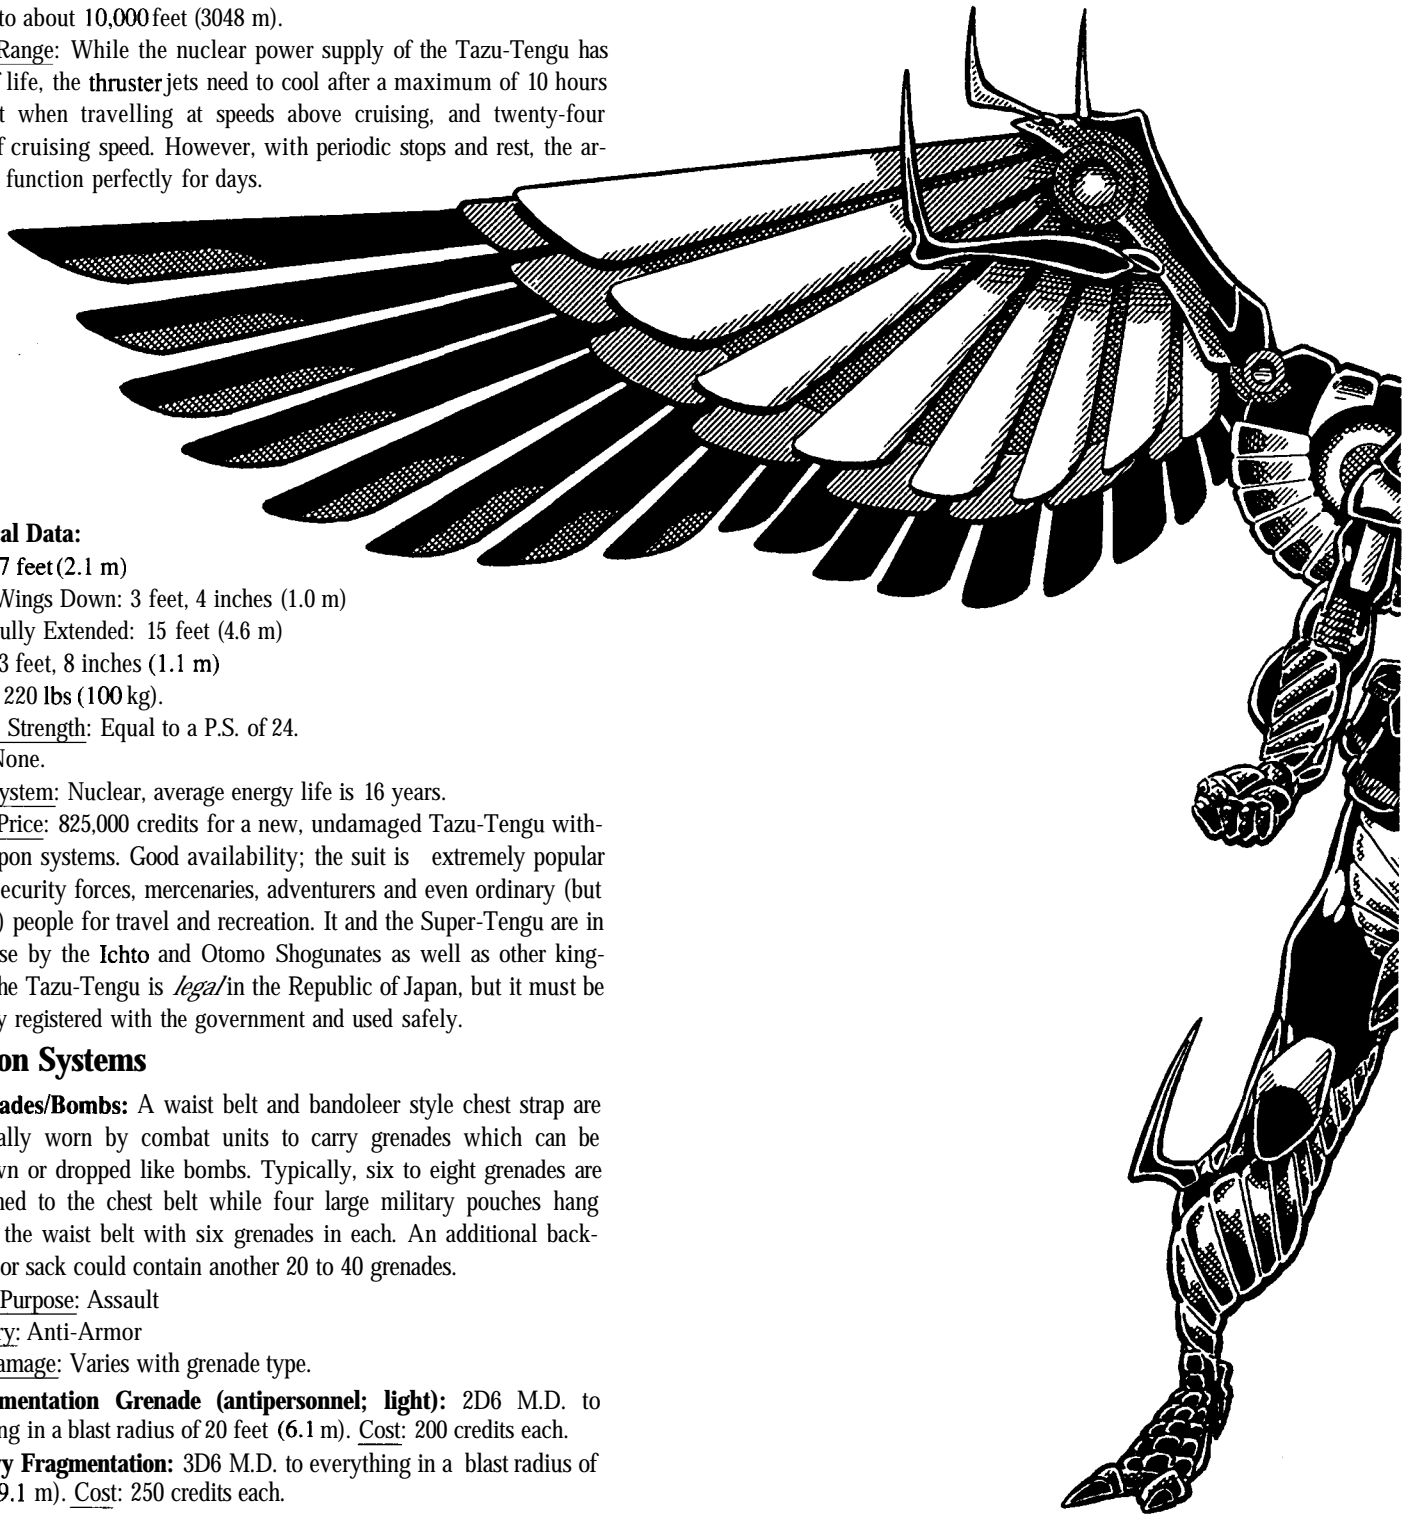 to about 10,000 feet (3048 m).
Range: While the nuclear power supply of the Tazu-Tengu has
life, the thruster jets need to cool after a maximum of 10 hours
t when travelling at speeds above cruising, and twenty-four
f cruising speed. However, with periodic stops and rest, the ar-
function perfectly for days.
al Data:
7 feet (2.1 m)
Wings Down: 3 feet, 4 inches (1.0 m)
ully Extended: 15 feet (4.6 m)
3 feet, 8 inches (1.1 m)
220 lbs (100 kg).
Strength: Equal to a P.S. of 24.
None.
ystem: Nuclear, average energy life is 16 years.
Price: 825,000 credits for a new, undamaged Tazu-Tengu with-
pon systems. Good availability; the suit is extremely popular
ecurity forces, mercenaries, adventurers and even ordinary (but
) people for travel and recreation. It and the Super-Tengu are in
se by the Ichto and Otomo Shogunates as well as other king-
he Tazu-Tengu is legal in the Republic of Japan, but it must be
y registered with the government and used safely.
on Systems
ades/Bombs: A waist belt and bandoleer style chest strap are
ally worn by combat units to carry grenades which can be
wn or dropped like bombs. Typically, six to eight grenades are
hed to the chest belt while four large military pouches hang
the waist belt with six grenades in each. An additional back-
or sack could contain another 20 to 40 grenades.
Purpose: Assault
ry: Anti-Armor
amage: Varies with grenade type.
mentation Grenade (antipersonnel; light): 2D6 M.D. to
ng in a blast radius of 20 feet (6.1 m). Cost: 200 credits each.
y Fragmentation: 3D6 M.D. to everything in a blast radius of
9.1 m). Cost: 250 credits each.